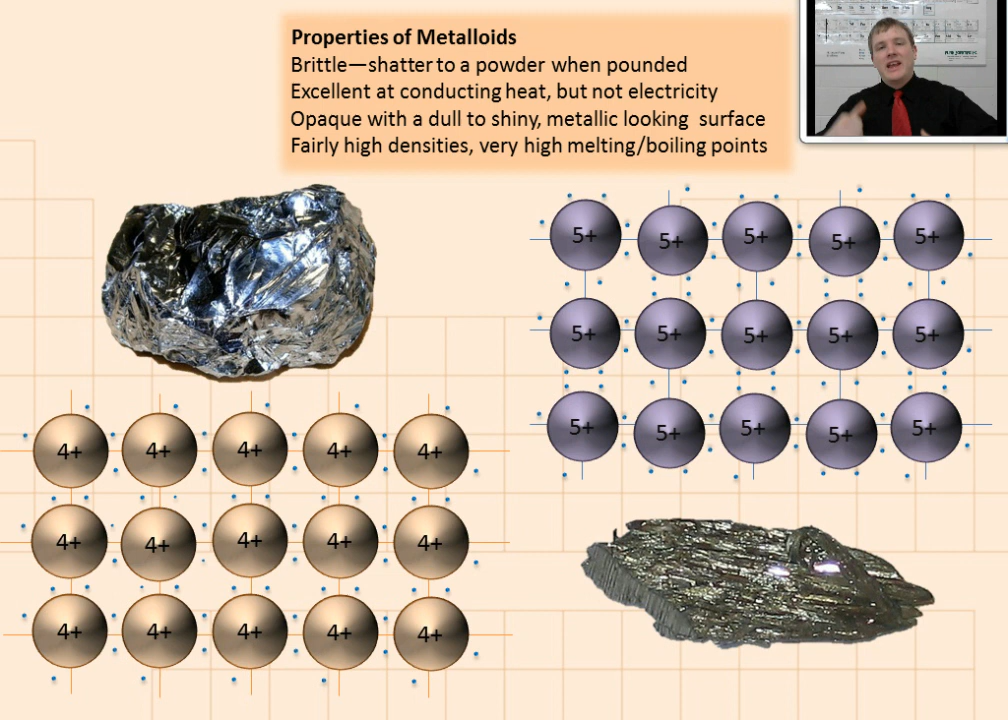 Properties of Metalloids
Brittle—shatter to a powder when pounded
Excellent at conducting heat, but not electricity
Opaque with a dull to shiny, metallic looking surface
Fairly high densities, very high melting/boiling points
5+ 5+ 5+ 5+ 5+
5+ 5+ 5+ 5+ 5+
5+ 5+ 5+ 5+ 5+
4+ 4+ 4+ 4+ 4+
4+ 4+ 4+ 4+ 4+
4+ 4+ 4+ 4+ 4+